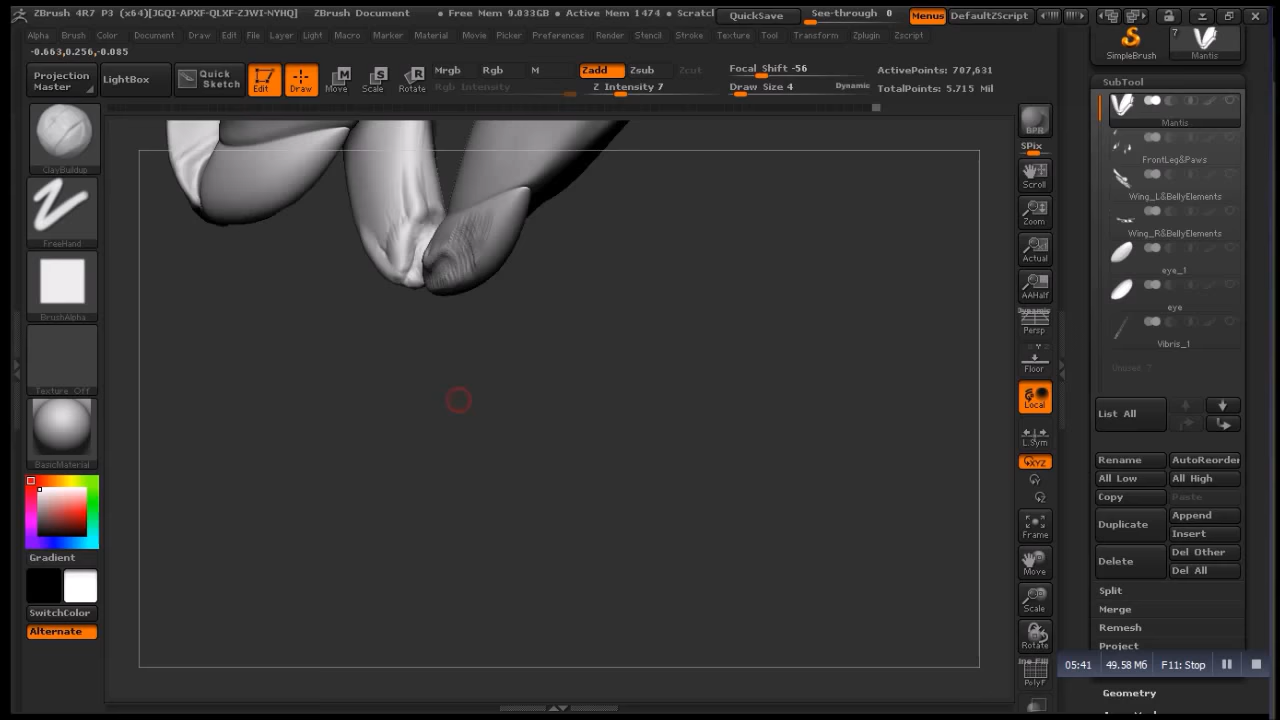 ZBrush 4R7 P3 (x64)[JGQI-APXF-QLXF-ZJWI-NYHQ] ZBrush Document • Free Mem 9.033GB • Active Mem 1474 • Scratcl QuickSave See-through 0 Menus DefaultZScript
Alpha Brush Color Document Draw Edit File Layer Light Macro Marker Material Movie Picker Preferences Render Stencil Stroke Texture Tool Transform Zplugin Zscript
-0.663,0.256,-0.085
Projection Master
LightBox
Quick Sketch
Edit
Draw
Move
Scale
Rotate
Mrgb Rgb M
Rgb Intensity
Zadd Zsub Zcut
Z Intensity 7
Focal Shift -56
Draw Size 4 Dynamic
ActivePoints: 707,631
TotalPoints: 5.715 Mil
ClayBuildup
FreeHand
BrushAlpha
Texture Off
BasicMaterial
Gradient
SwitchColor
Alternate
BPR
SPix
Scroll
Zoom
Actual
AAHalf
Dynamic
Persp
Floor
Local
L.Sym
XYZ
Frame
Move
Scale
Rotate
Line Fill
PolyF
SimpleBrush
7
Mantis
SubTool
Mantis
FrontLeg&Paws
Wing_L&BellyElements
Wing_R&BellyElements
eye_1
eye
Vibris_1
Unused 7
List All
Rename AutoReorder
All Low All High
Copy Paste
Duplicate
Append
Insert
Delete
Del Other
Del All
Split
Merge
Remesh
Project
05:41 49.58 Мб F11: Stop
Geometry